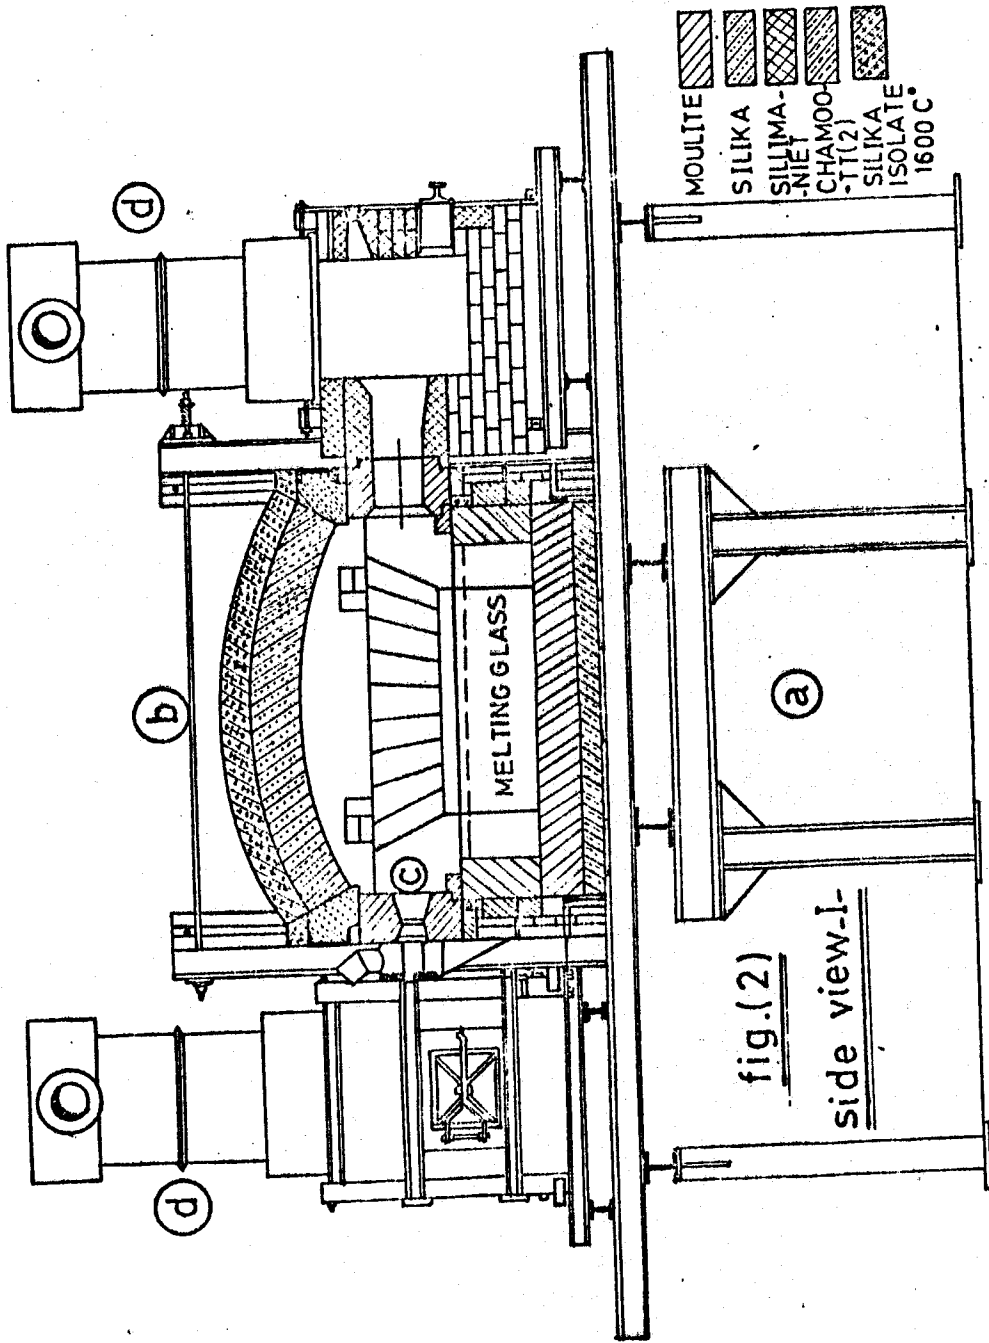 MOULITE
SILIKA
SILLIMA-
-NIET
CHAMOO-
-TT(2)
SILIKA
ISOLATE
1600 C°
d
b
d
C
MELTING GLASS
a
fig.(2)
side view-I-